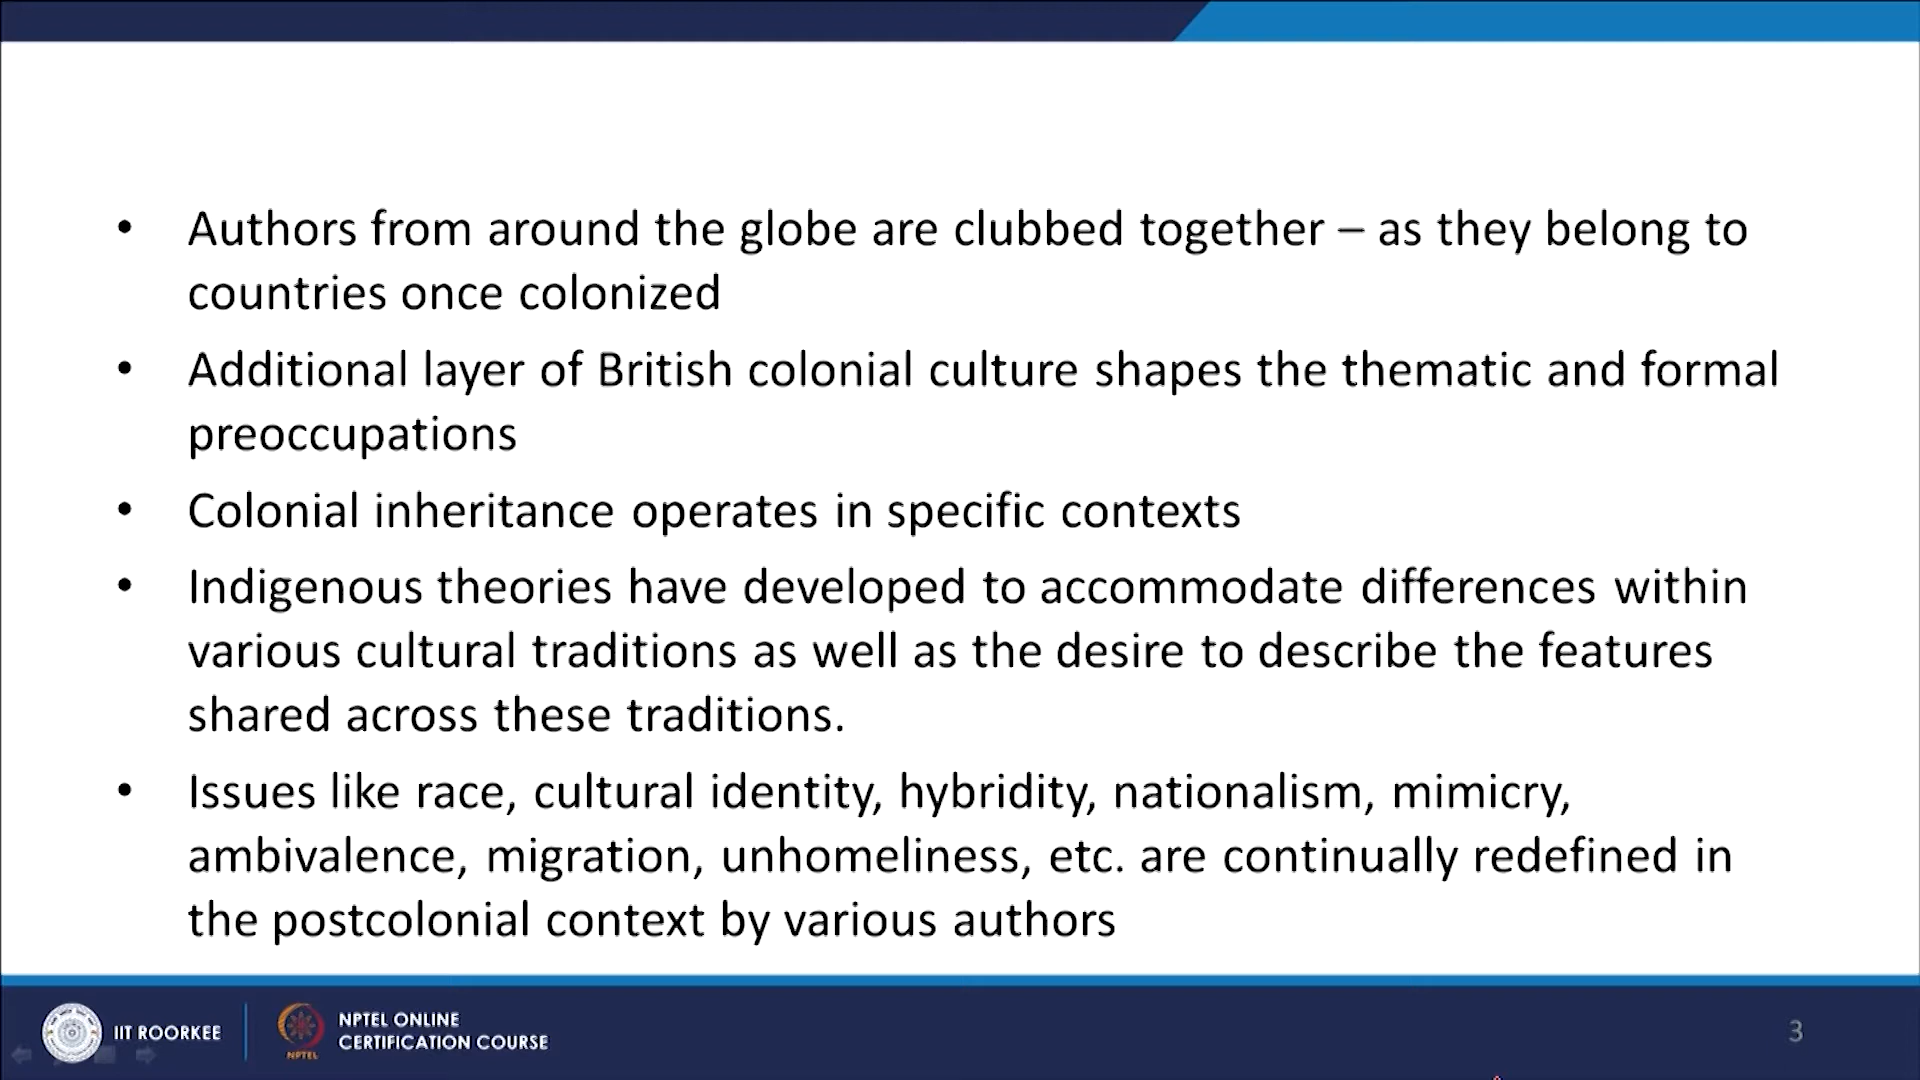 • Authors from around the globe are clubbed together – as they belong to
countries once colonized
• Additional layer of British colonial culture shapes the thematic and formal
preoccupations
• Colonial inheritance operates in specific contexts
• Indigenous theories have developed to accommodate differences within
various cultural traditions as well as the desire to describe the features
shared across these traditions.
• Issues like race, cultural identity, hybridity, nationalism, mimicry,
ambivalence, migration, unhomeliness, etc. are continually redefined in
the postcolonial context by various authors
IIT ROORKEE
NPTEL
NPTEL ONLINE
CERTIFICATION COURSE
3